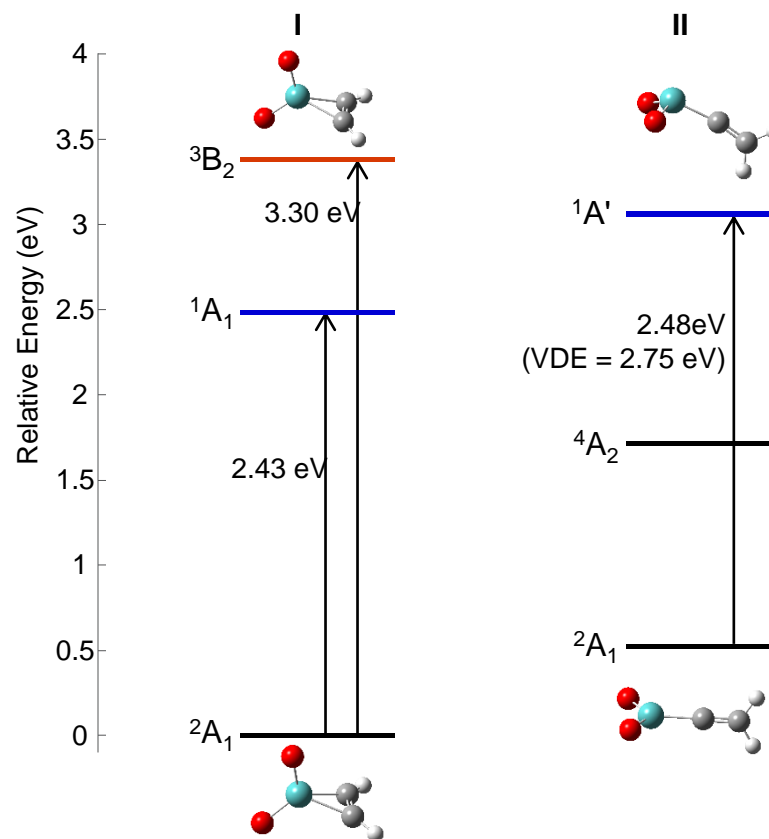 I
II
Relative Energy (eV)
4
3.5
3
2.5
2
1.5
1
0.5
0
³B₂
3.30 eV
¹A₁
2.43 eV
²A₁
¹A'
2.48eV
(VDE = 2.75 eV)
⁴A₂
²A₁